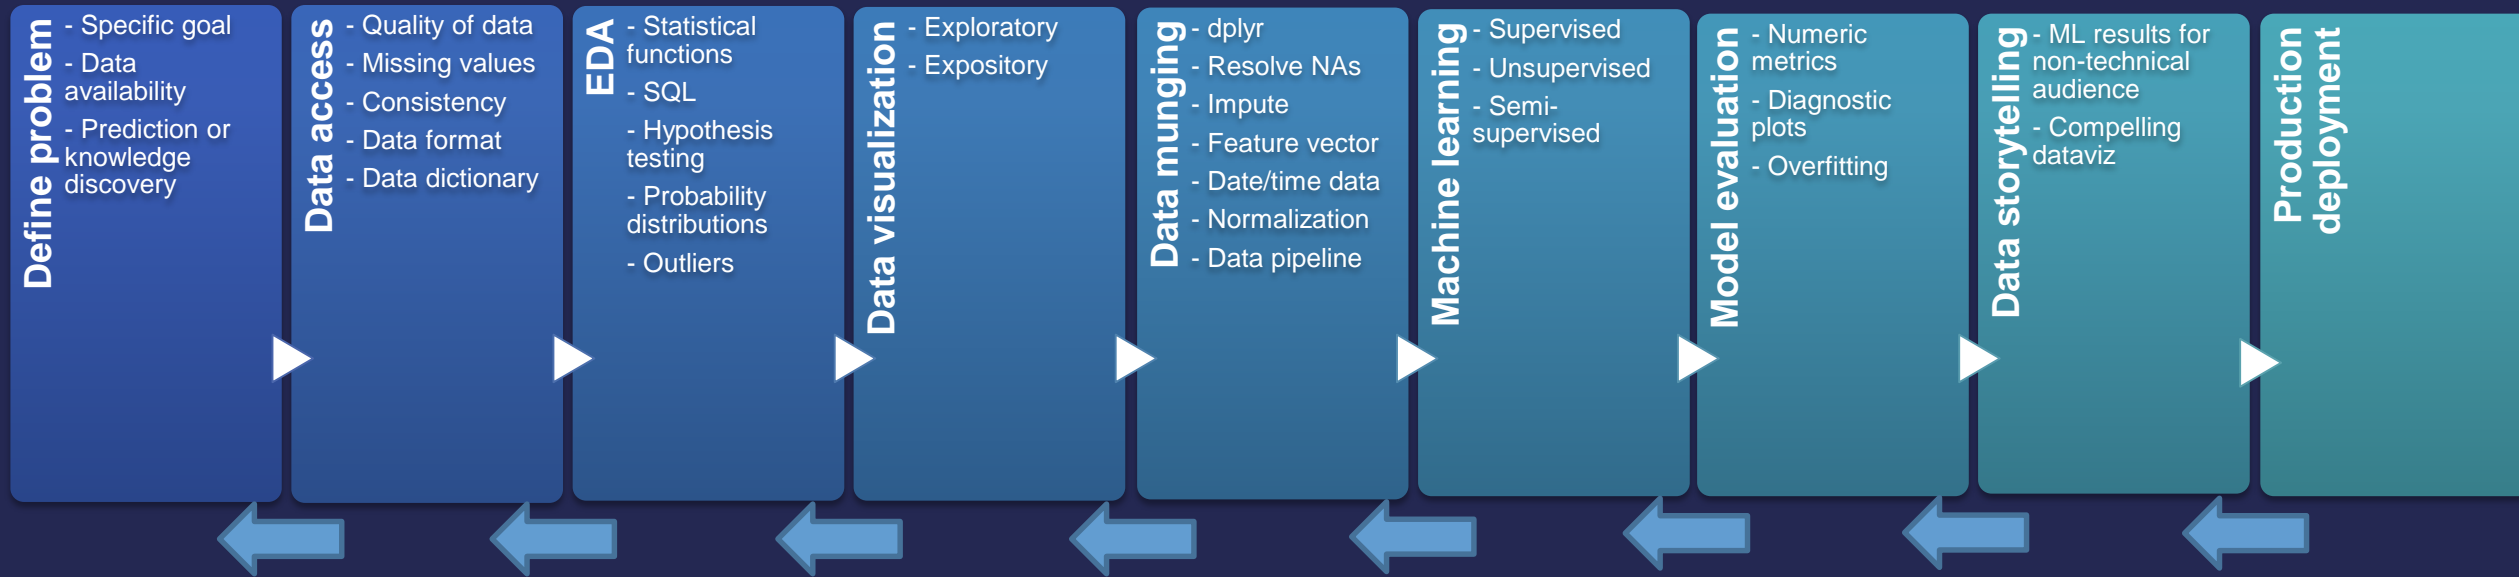 Define problem
- Specific goal
- Data
availability
- Prediction or
knowledge
discovery
Data access
- Quality of data
- Missing values
- Consistency
- Data format
- Data dictionary
EDA
- Statistical
functions
- SQL
- Hypothesis
testing
- Probability
distributions
- Outliers
Data visualization
- Exploratory
- Expository
Data munging
- dplyr
- Resolve NAs
- Impute
- Feature vector
- Date/time data
- Normalization
- Data pipeline
Machine learning
- Supervised
- Unsupervised
- Semi-
supervised
Model evaluation
- Numeric
metrics
- Diagnostic
plots
- Overfitting
Data storytelling
- ML results for
non-technical
audience
- Compelling
dataviz
Production
deployment